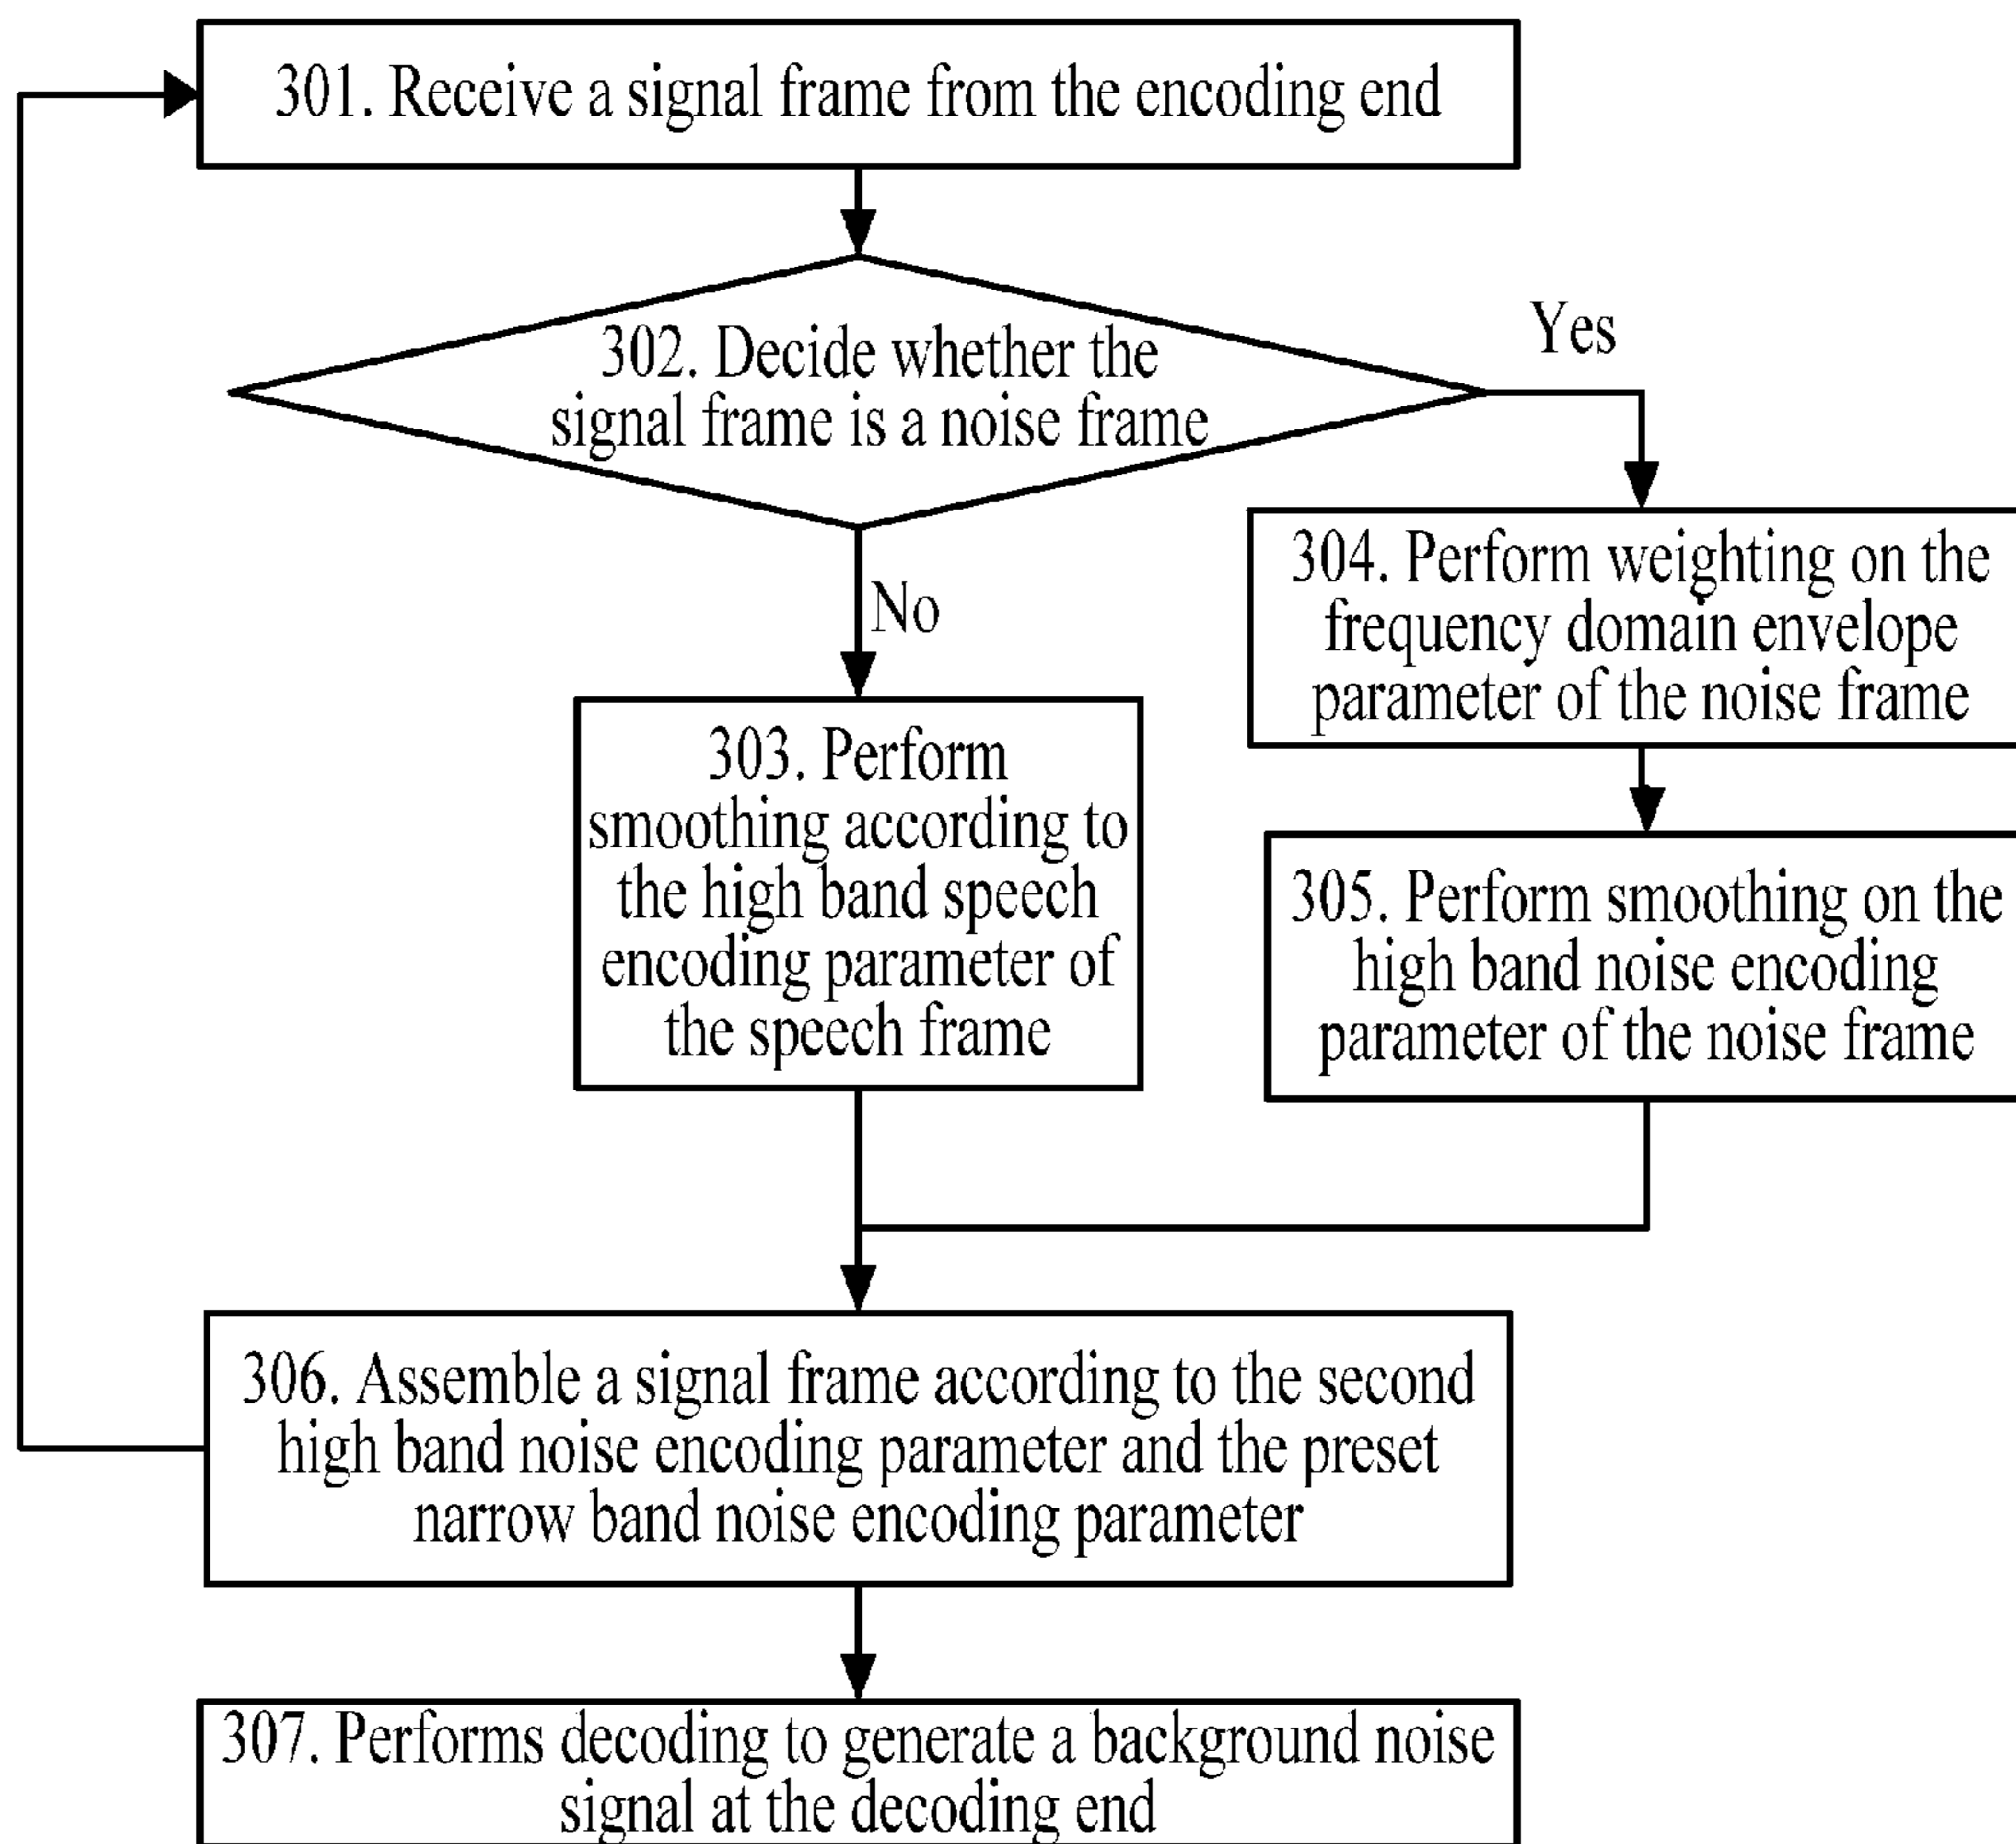 301. Receive a signal frame from the encoding end
302. Decide whether the
signal frame is a noise frame
Yes
No
304. Perform weighting on the
frequency domain envelope
parameter of the noise frame
303. Perform
smoothing according to
the high band speech
encoding parameter of
the speech frame
305. Perform smoothing on the
high band noise encoding
parameter of the noise frame
306. Assemble a signal frame according to the second
high band noise encoding parameter and the preset
narrow band noise encoding parameter
307. Performs decoding to generate a background noise
signal at the decoding end